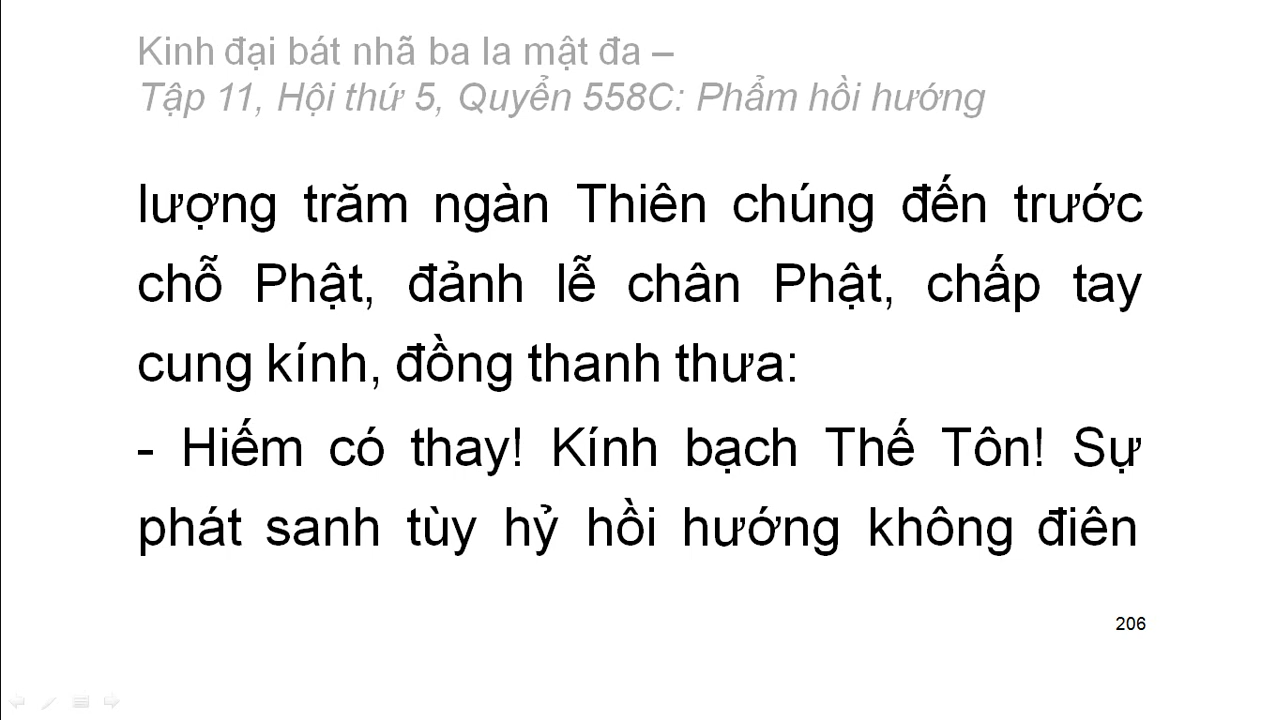 Kinh đại bát nhã ba la mật đa –
Tập 11, Hội thứ 5, Quyển 558C: Phẩm hồi hướng
lượng trăm ngàn Thiên chúng đến trước
chỗ Phật, đảnh lễ chân Phật, chấp tay
cung kính, đồng thanh thưa:
- Hiếm có thay! Kính bạch Thế Tôn! Sự
phát sanh tùy hỷ hồi hướng không điên
206